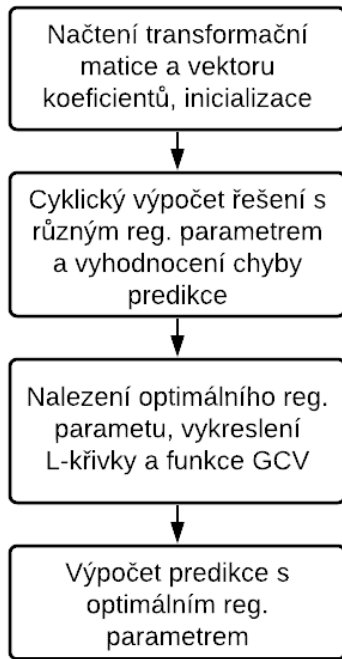 Načtení transformační
matice a vektoru
koeficientů, inicializace
Cyklický výpočet řešení s
různým reg. parametrem
a vyhodnocení chyby
predikce
Nalezení optimálního reg.
parametu, vykreslení
L-křivky a funkce GCV
Výpočet predikce s
optimálním reg.
parametrem